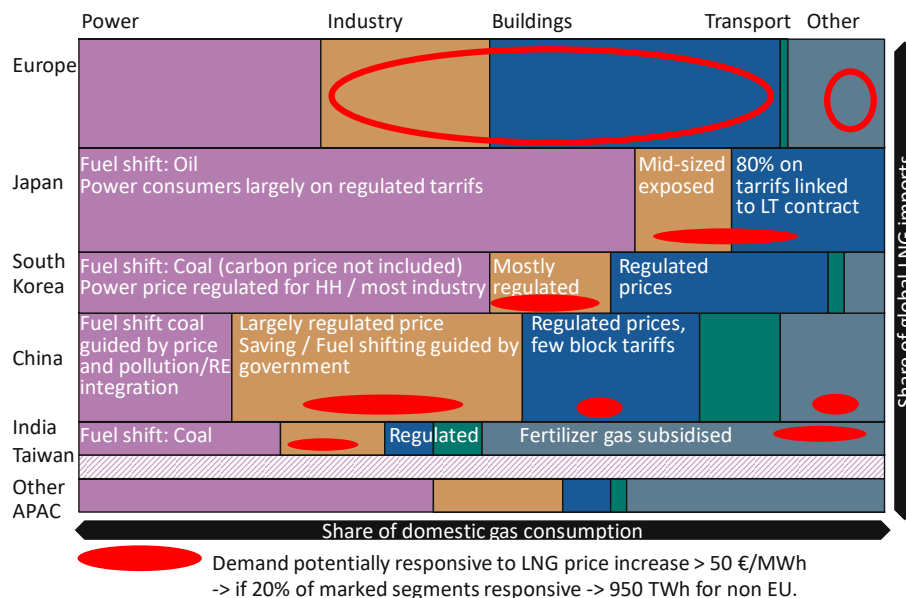 Power Industry Buildings Transport Other
Europe
Japan
Fuel shift: Oil
Power consumers largely on regulated tarrifs
Mid-sized
exposed
80% on
tarrifs linked
to LT contract
South
Korea
Fuel shift: Coal (carbon price not included)
Power price regulated for HH / most industry
Mostly
regulated
Regulated
prices
China
Fuel shift coal
guided by price
and pollution/RE
integration
Largely regulated price
Saving / Fuel shifting guided by
government
Regulated prices,
few block tariffs
India
Fuel shift: Coal
Regulated
Fertilizer gas subsidised
Taiwan
Other
APAC
Share of global LNG imports
Share of domestic gas consumption
Demand potentially responsive to LNG price increase > 50 €/MWh
-> if 20% of marked segments responsive -> 950 TWh for non EU.